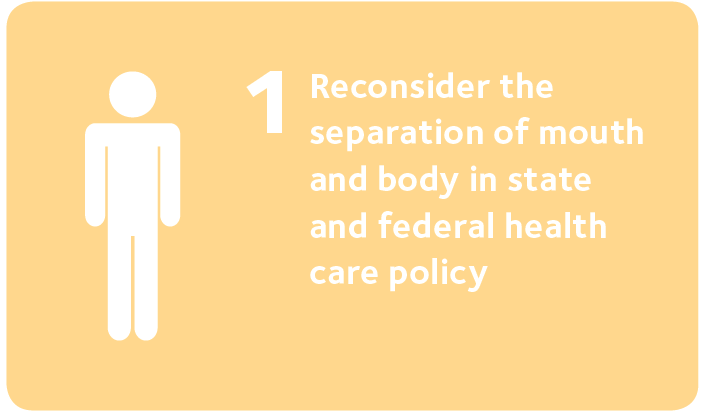 1
Reconsider the
separation of mouth
and body in state
and federal health
care policy